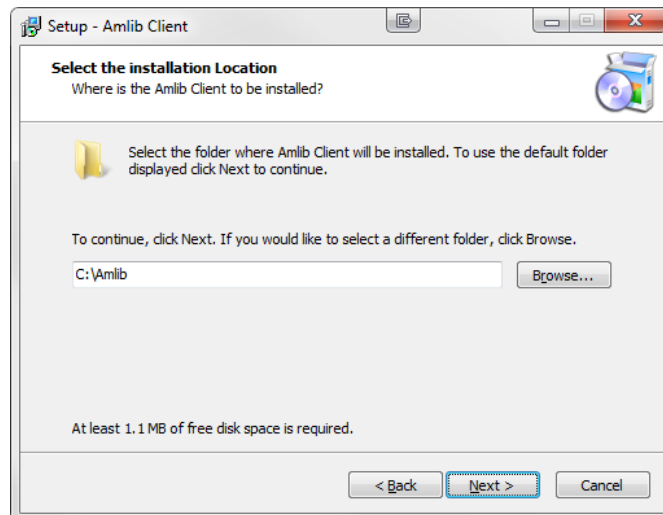 Setup - Amlib Client
Select the installation Location
Where is the Amlib Client to be installed?
Select the folder where Amlib Client will be installed. To use the default folder
displayed click Next to continue.
To continue, click Next. If you would like to select a different folder, click Browse.
C:\Amlib
Browse...
At least 1.1 MB of free disk space is required.
< Back
Next >
Cancel